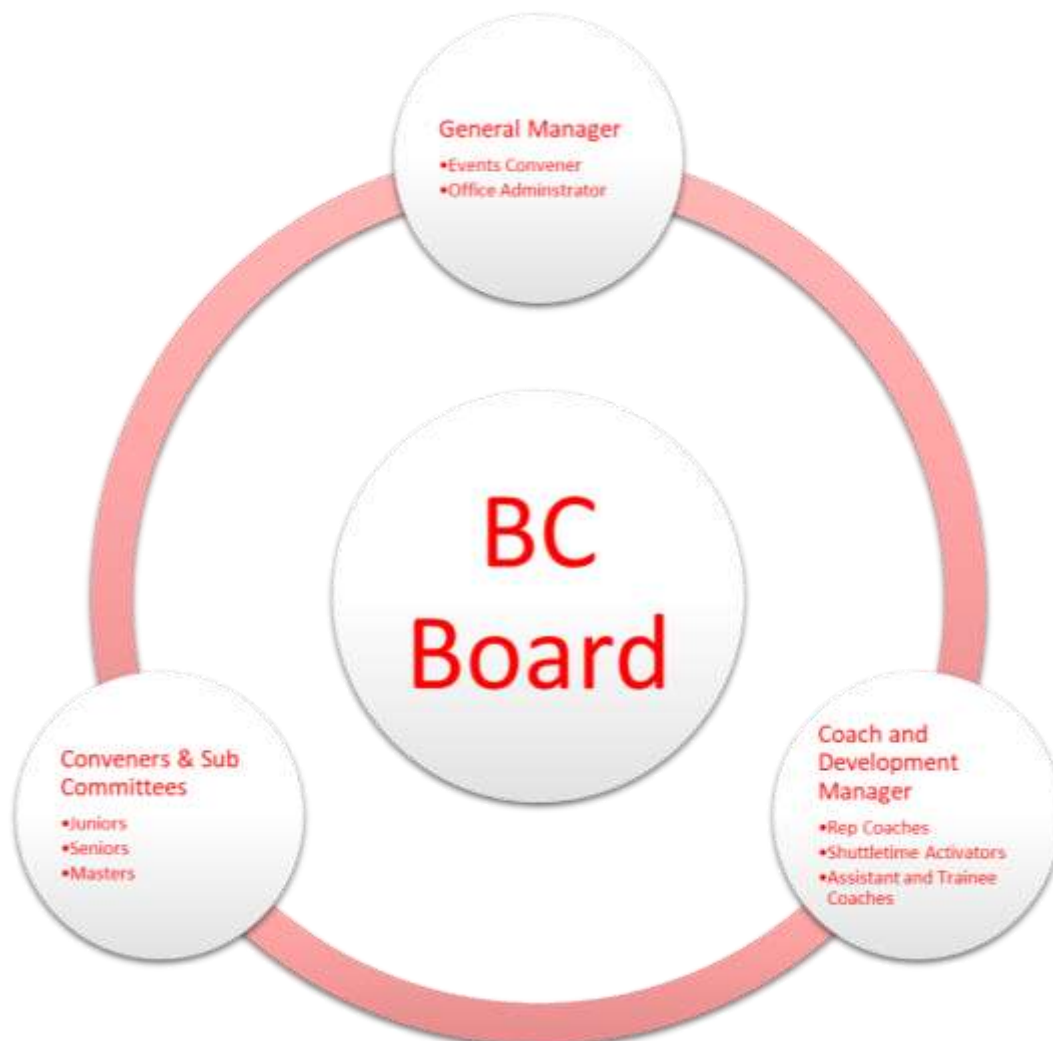 General Manager
•Events Convener
•Office Adminstrator
BC
Board
Conveners & Sub
Committees
•Juniors
•Seniors
•Masters
Coach and
Development
Manager
•Rep Coaches
•Shuttletime Activators
•Assistant and Trainee
Coaches